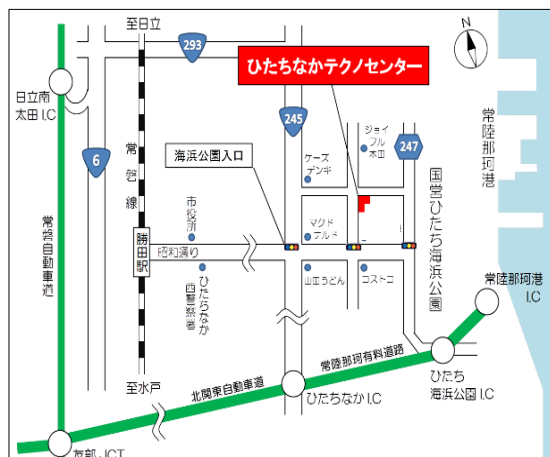 至日立
293
N
ひたちなかテクノセンター
日立南
太田 I.C
6
常磐線
海浜公園入口
245
ケーズ
デンキ
ジョイ
フル
本田
247
常陸那珂港
国営ひたち海浜公園
常磐自動車道
市役所
昭和通り
勝田駅
マクド
ナルド
ひたちなか
西警察署
山田うどん
コストコ
常陸那珂港
I.C
至水戸
北関東自動車道
常陸那珂有料道路
ひたちなか I.C
ひたち
海浜公園 I.C
友部 JCT